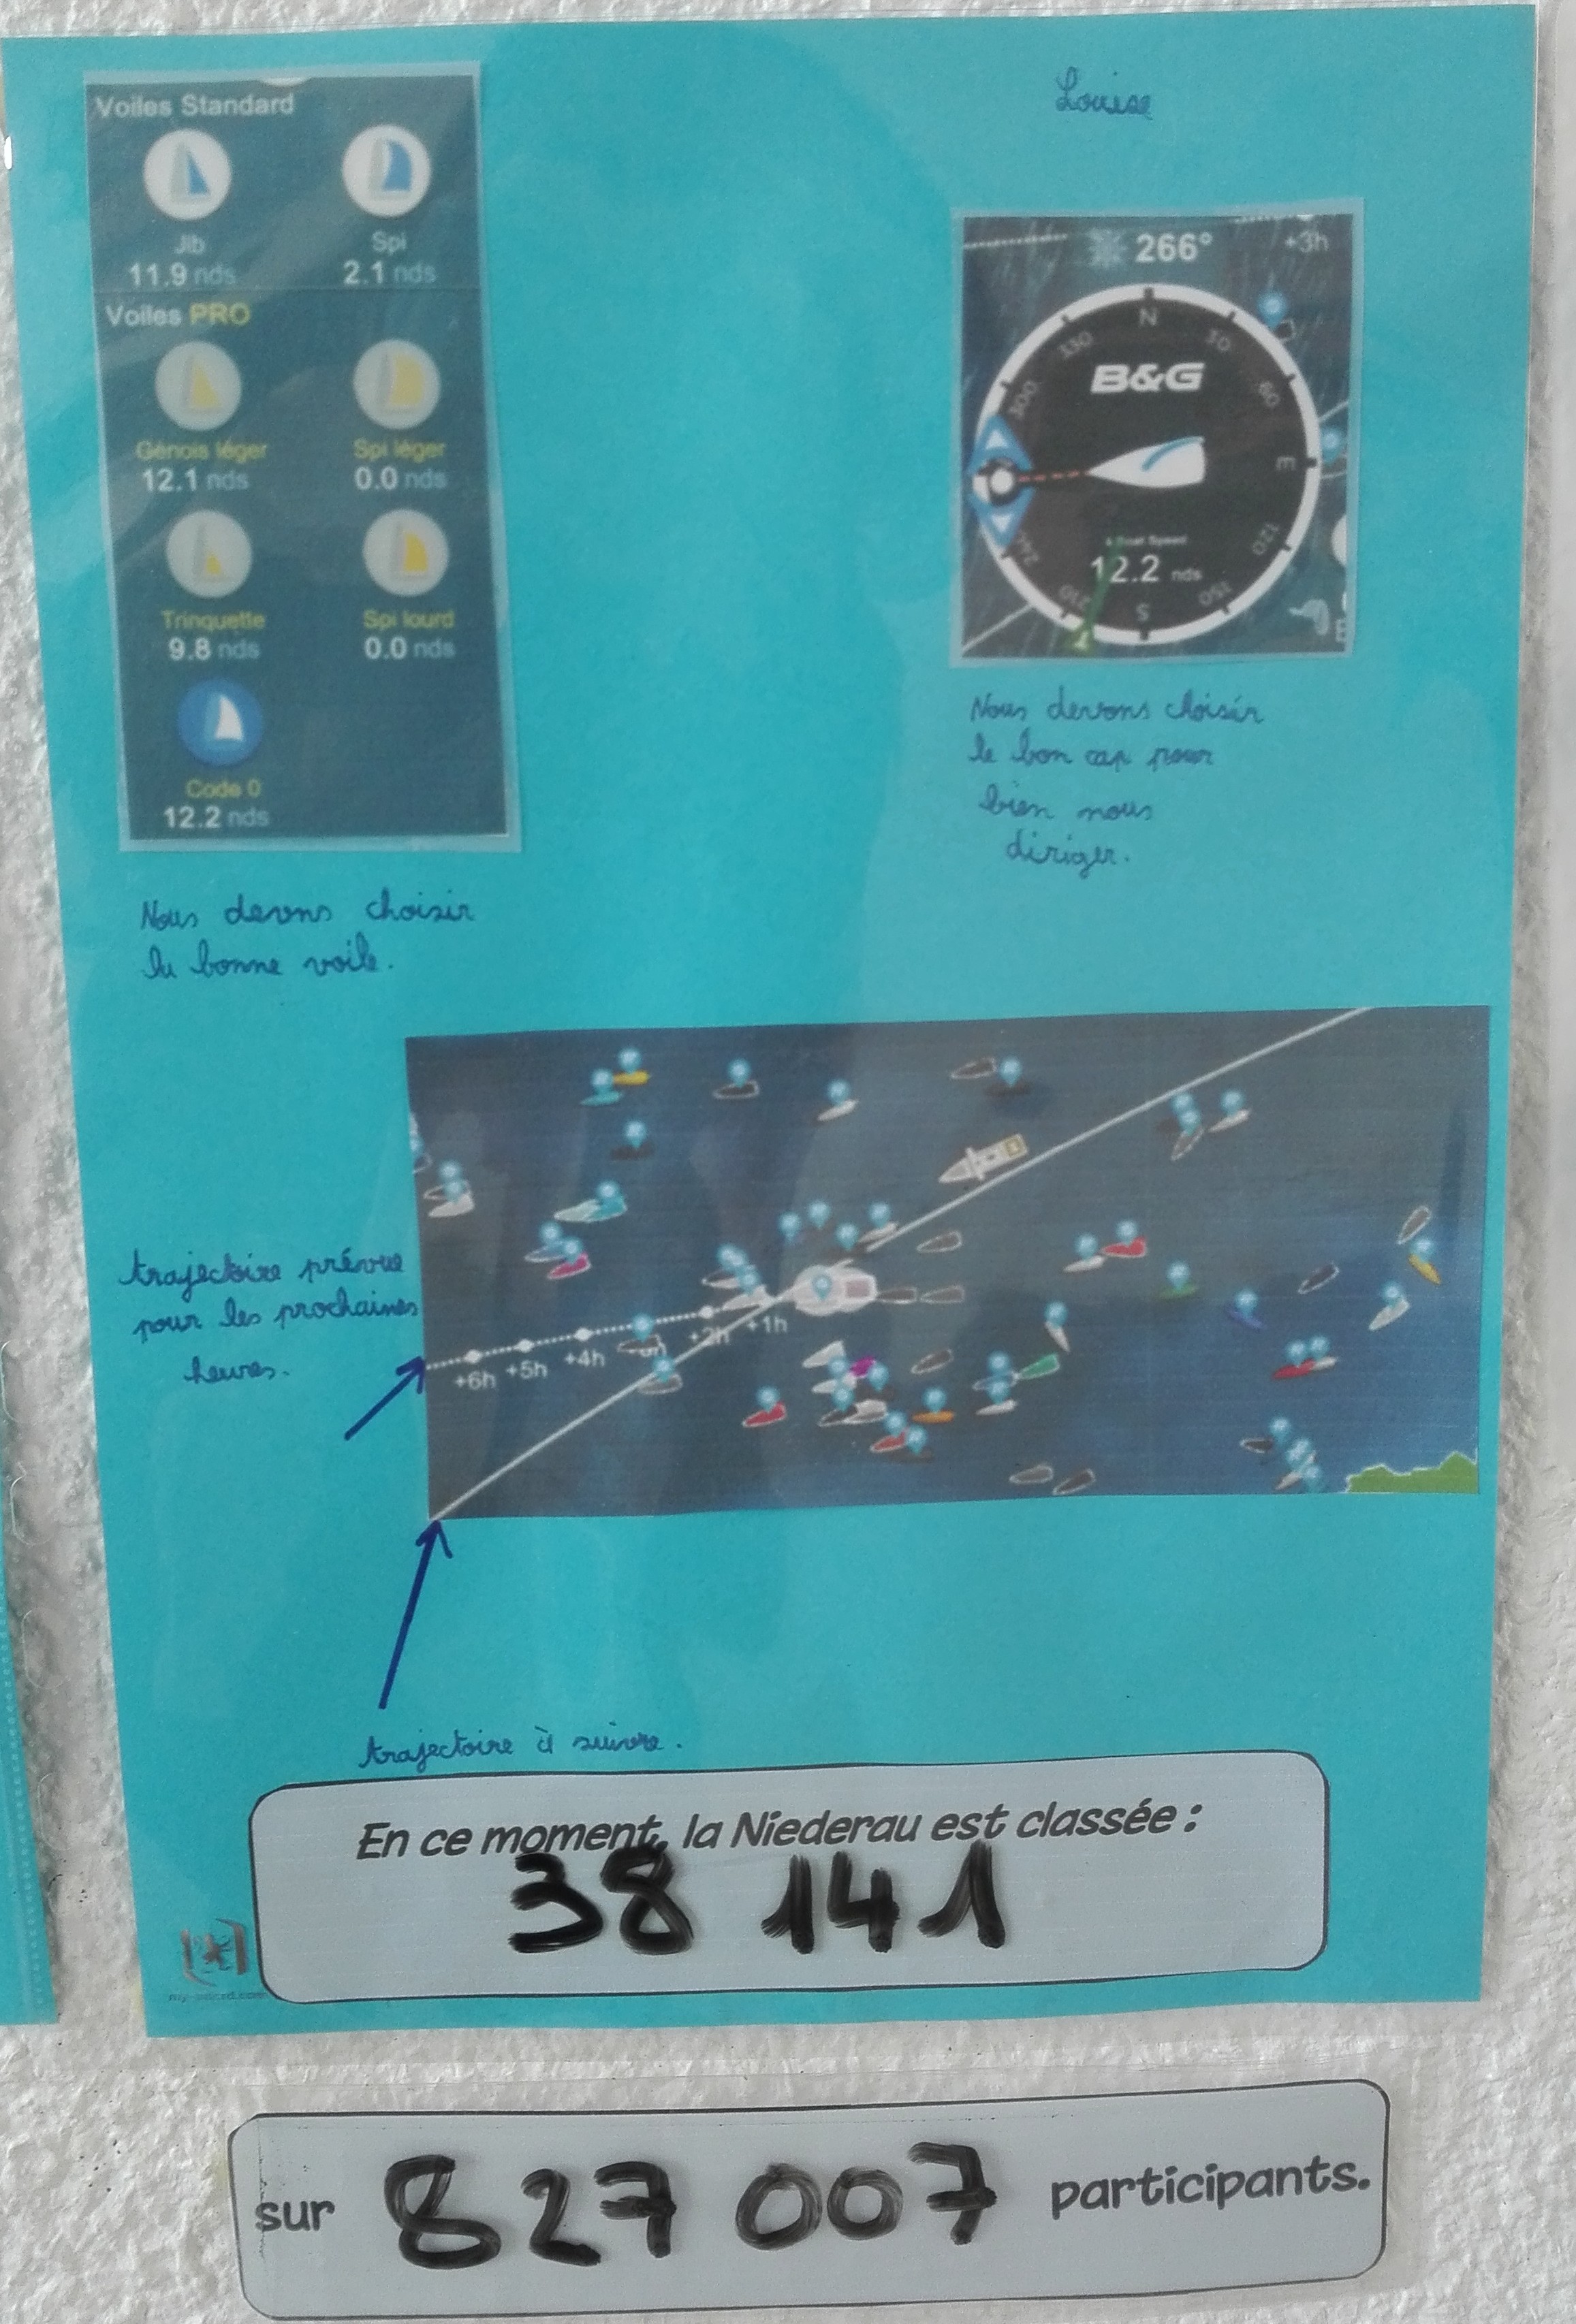 Louise
Voiles Standard
Jib Spi
11.9 nds 2.1 nds
Voiles PRO
Génois léger Spi léger
12.1 nds 0.0 nds
Trinquette Spi lourd
9.8 nds 0.0 nds
Code 0
12.2 nds
Nous devons choisir
la bonne voile.
266° +3h
N
330 30
B&G
300 60
E
240 120
Boat Speed
12.2 nds
210 150
S
Nous devons choisir
le bon cap pour
bien nous
diriger.
trajectoire prévue
pour les prochaines
heures.
+6h +5h +4h +2h +1h
trajectoire à suivre.
En ce moment, la Niederau est classée :
38 141
sur 827 007 participants.